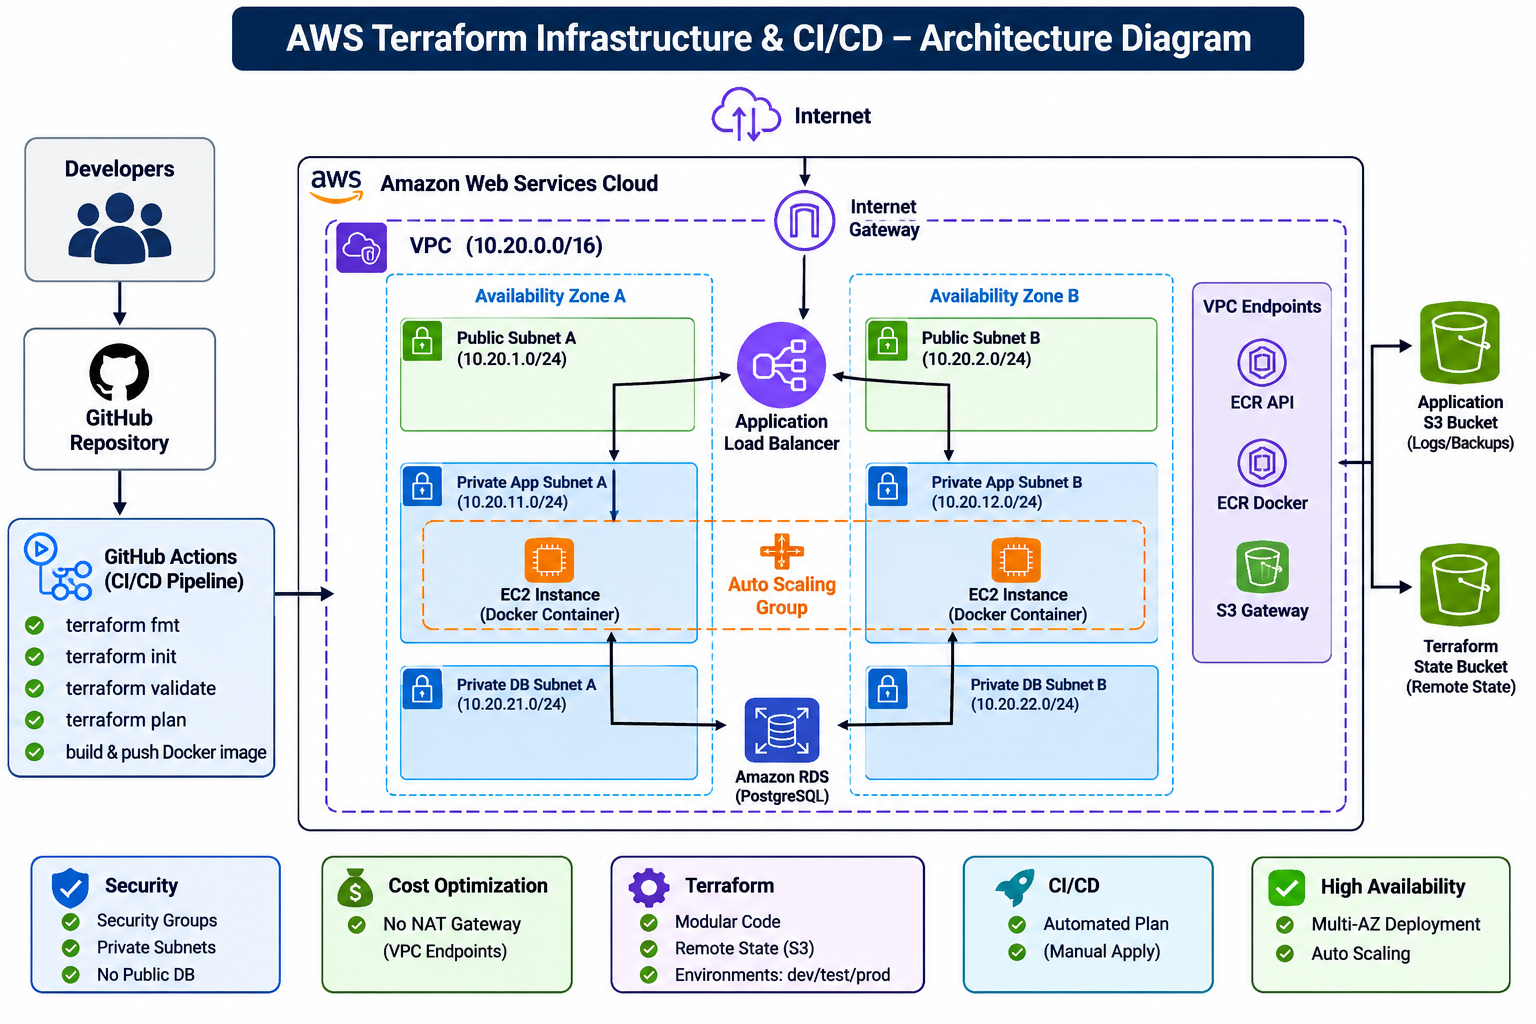 AWS Terraform Infrastructure & CI/CD – Architecture Diagram
Internet
Developers
GitHub
Repository
GitHub Actions
(CI/CD Pipeline)
terraform fmt
terraform init
terraform validate
terraform plan
build & push Docker image
aws
Amazon Web Services Cloud
Internet
Gateway
VPC (10.20.0.0/16)
Availability Zone A
Public Subnet A
(10.20.1.0/24)
Private App Subnet A
(10.20.11.0/24)
EC2 Instance
(Docker Container)
Private DB Subnet A
(10.20.21.0/24)
Application
Load Balancer
Auto Scaling
Group
Amazon RDS
(PostgreSQL)
Availability Zone B
Public Subnet B
(10.20.2.0/24)
Private App Subnet B
(10.20.12.0/24)
EC2 Instance
(Docker Container)
Private DB Subnet B
(10.20.22.0/24)
VPC Endpoints
ECR API
ECR Docker
S3 Gateway
Application
S3 Bucket
(Logs/Backups)
Terraform
State Bucket
(Remote State)
Security
Security Groups
Private Subnets
No Public DB
Cost Optimization
No NAT Gateway
(VPC Endpoints)
Terraform
Modular Code
Remote State (S3)
Environments: dev/test/prod
CI/CD
Automated Plan
(Manual Apply)
High Availability
Multi-AZ Deployment
Auto Scaling